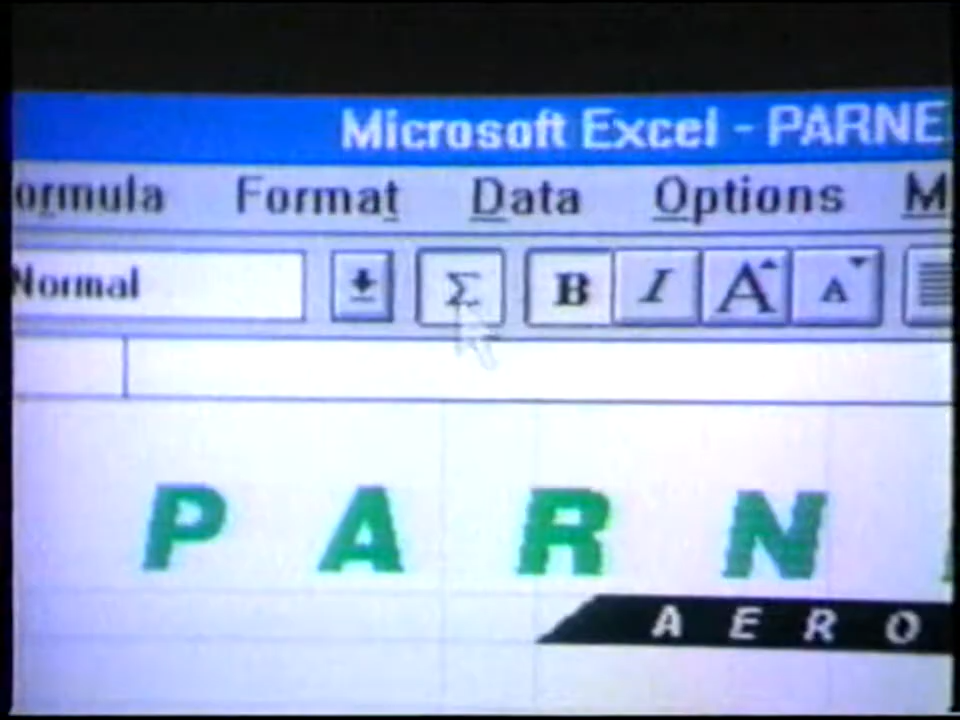 Microsoft Excel - PARNE
ormula Format Data Options M
Normal Σ B I A A
P A R N
A E R O